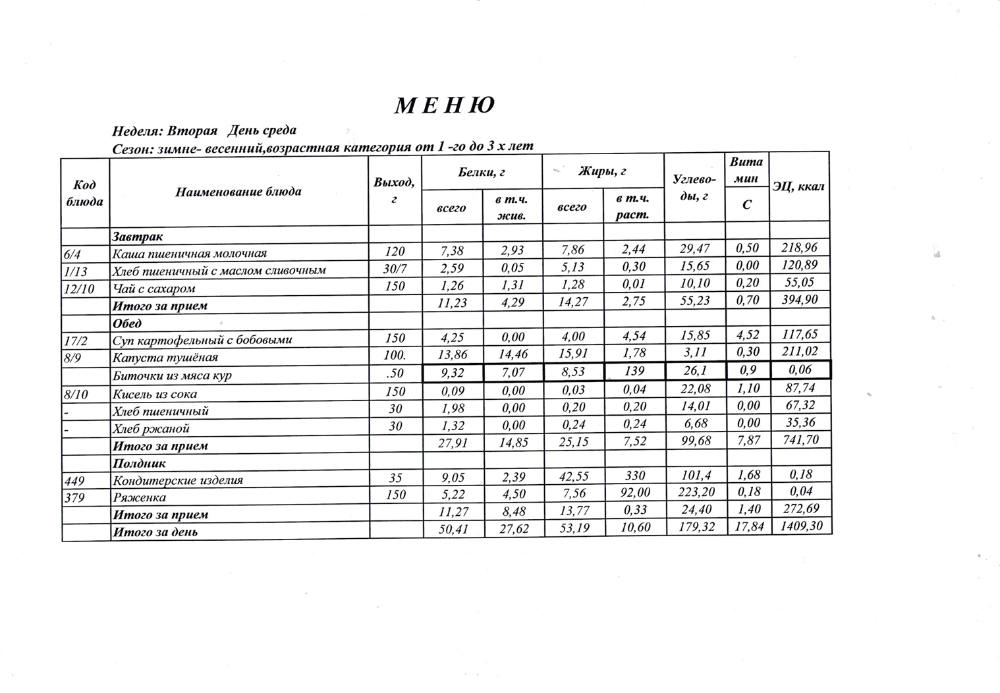 М Е Н Ю
Неделя: Вторая День среда
Сезон: зимне- весенний,возрастная категория от 1 -го до 3 х лет
Код блюда Наименование блюда Выход, г Белки, г Жиры, г Углево- ды, г Вита мин ЭЦ, ккал
всего в т.ч. жив. всего в т.ч. раст. С
Завтрак
6/4 Каша пшеничная молочная 120 7,38 2,93 7,86 2,44 29,47 0,50 218,96
1/13 Хлеб пшеничный с маслом сливочным 30/7 2,59 0,05 5,13 0,30 15,65 0,00 120,89
12/10 Чай с сахаром 150 1,26 1,31 1,28 0,01 10,10 0,20 55,05
Итого за прием 11,23 4,29 14,27 2,75 55,23 0,70 394,90
Обед
17/2 Суп картофельный с бобовыми 150 4,25 0,00 4,00 4,54 15,85 4,52 117,65
8/9 Капуста тушёная 100. 13,86 14,46 15,91 1,78 3,11 0,30 211,02
Биточки из мяса кур .50 9,32 7,07 8,53 139 26,1 0,9 0,06
8/10 Кисель из сока 150 0,09 0,00 0,03 0,04 22,08 1,10 87,74
- Хлеб пшеничный 30 1,98 0,00 0,20 0,20 14,01 0,00 67,32
- Хлеб ржаной 30 1,32 0,00 0,24 0,24 6,68 0,00 35,36
Итого за прием 27,91 14,85 25,15 7,52 99,68 7,87 741,70
Полдник
449 Кондитерские изделия 35 9,05 2,39 42,55 330 101,4 1,68 0,18
379 Ряженка 150 5,22 4,50 7,56 92,00 223,20 0,18 0,04
Итого за прием 11,27 8,48 13,77 0,33 24,40 1,40 272,69
Итого за день 50,41 27,62 53,19 10,60 179,32 17,84 1409,30